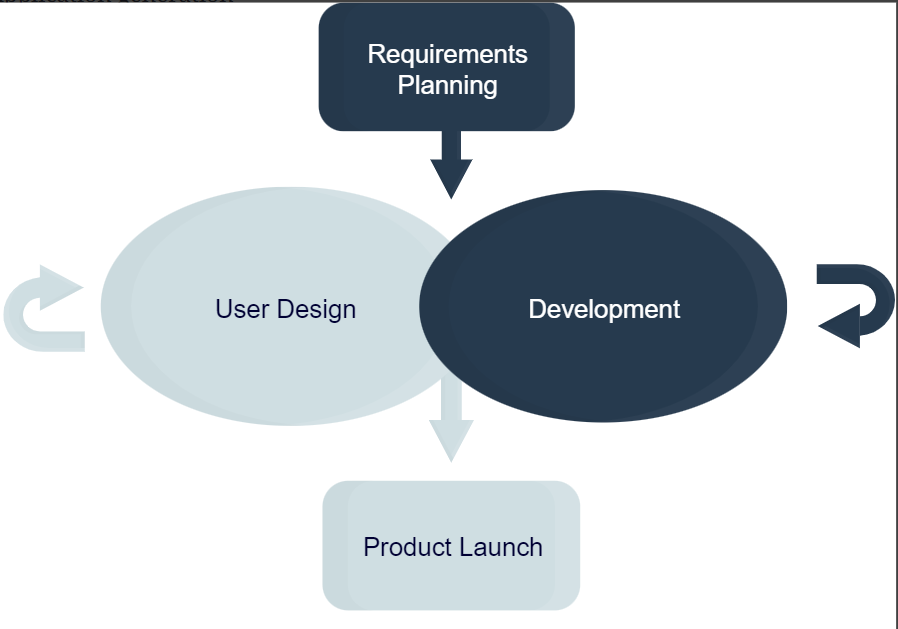 Requirements
Planning
User Design
Development
Product Launch